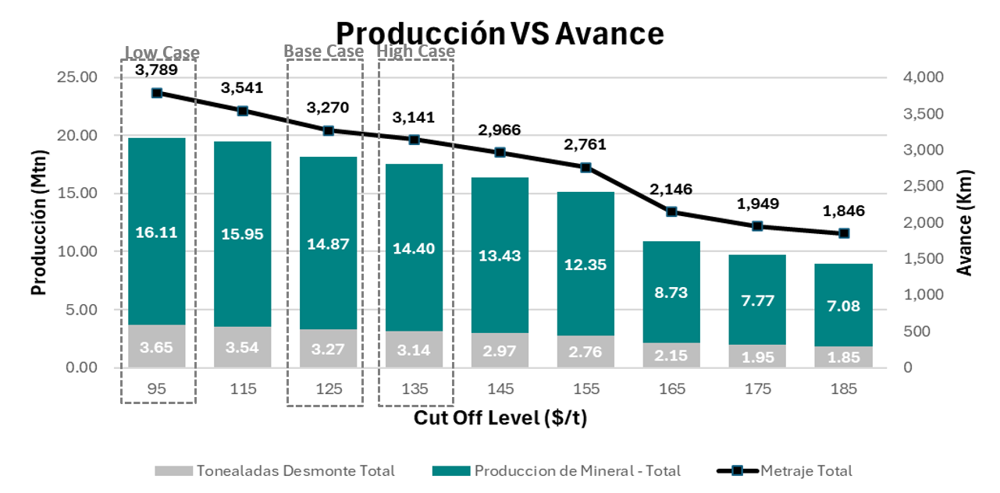 Producción VS Avance
Low Case Base Case High Case
3,789 3,541 3,270 3,141 2,966 2,761 2,146 1,949 1,846
25.00 20.00 15.00 10.00 5.00 0.00
Producción (Mtn)
4,000 3,500 3,000 2,500 2,000 1,500 1,000 500 0
Avance (Km)
16.11 15.95 14.87 14.40 13.43 12.35 8.73 7.77 7.08
3.65 3.54 3.27 3.14 2.97 2.76 2.15 1.95 1.85
95 115 125 135 145 155 165 175 185
Cut Off Level ($/t)
Tonealadas Desmonte Total Produccion de Mineral - Total Metraje Total